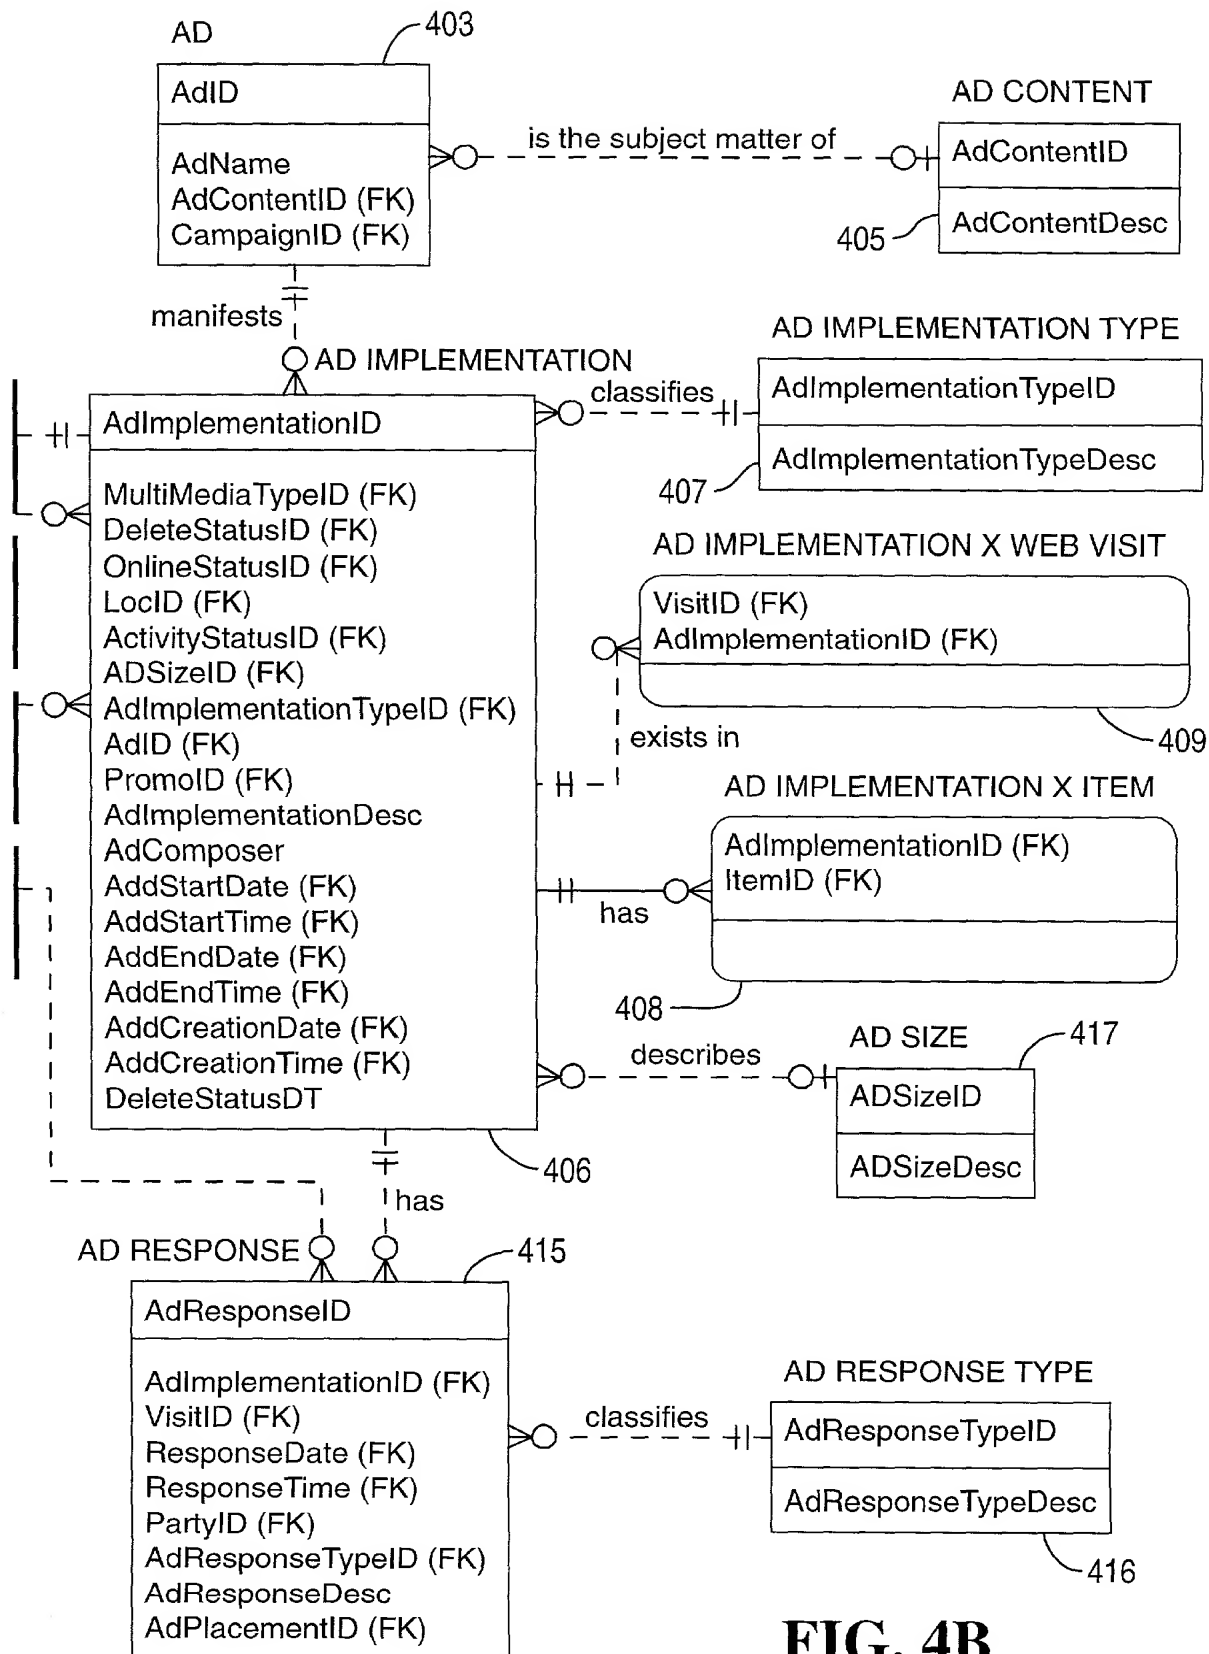 AD
403
AdID
AdName
AdContentID (FK)
CampaignID (FK)
is the subject matter of
AD CONTENT
AdContentID
AdContentDesc
405
manifests
AD IMPLEMENTATION
AdImplementationID
MultiMediaTypeID (FK)
DeleteStatusID (FK)
OnlineStatusID (FK)
LocID (FK)
ActivityStatusID (FK)
ADSizeID (FK)
AdImplementationTypeID (FK)
AdID (FK)
PromoID (FK)
AdImplementationDesc
AdComposer
AddStartDate (FK)
AddStartTime (FK)
AddEndDate (FK)
AddEndTime (FK)
AddCreationDate (FK)
AddCreationTime (FK)
DeleteStatusDT
406
classifies
AD IMPLEMENTATION TYPE
AdImplementationTypeID
AdImplementationTypeDesc
407
AD IMPLEMENTATION X WEB VISIT
VisitID (FK)
AdImplementationID (FK)
409
exists in
AD IMPLEMENTATION X ITEM
AdImplementationID (FK)
ItemID (FK)
408
has
describes
AD SIZE
417
ADSizeID
ADSizeDesc
has
AD RESPONSE
415
AdResponseID
AdImplementationID (FK)
VisitID (FK)
ResponseDate (FK)
ResponseTime (FK)
PartyID (FK)
AdResponseTypeID (FK)
AdResponseDesc
AdPlacementID (FK)
classifies
AD RESPONSE TYPE
AdResponseTypeID
AdResponseTypeDesc
416
FIG. 4B